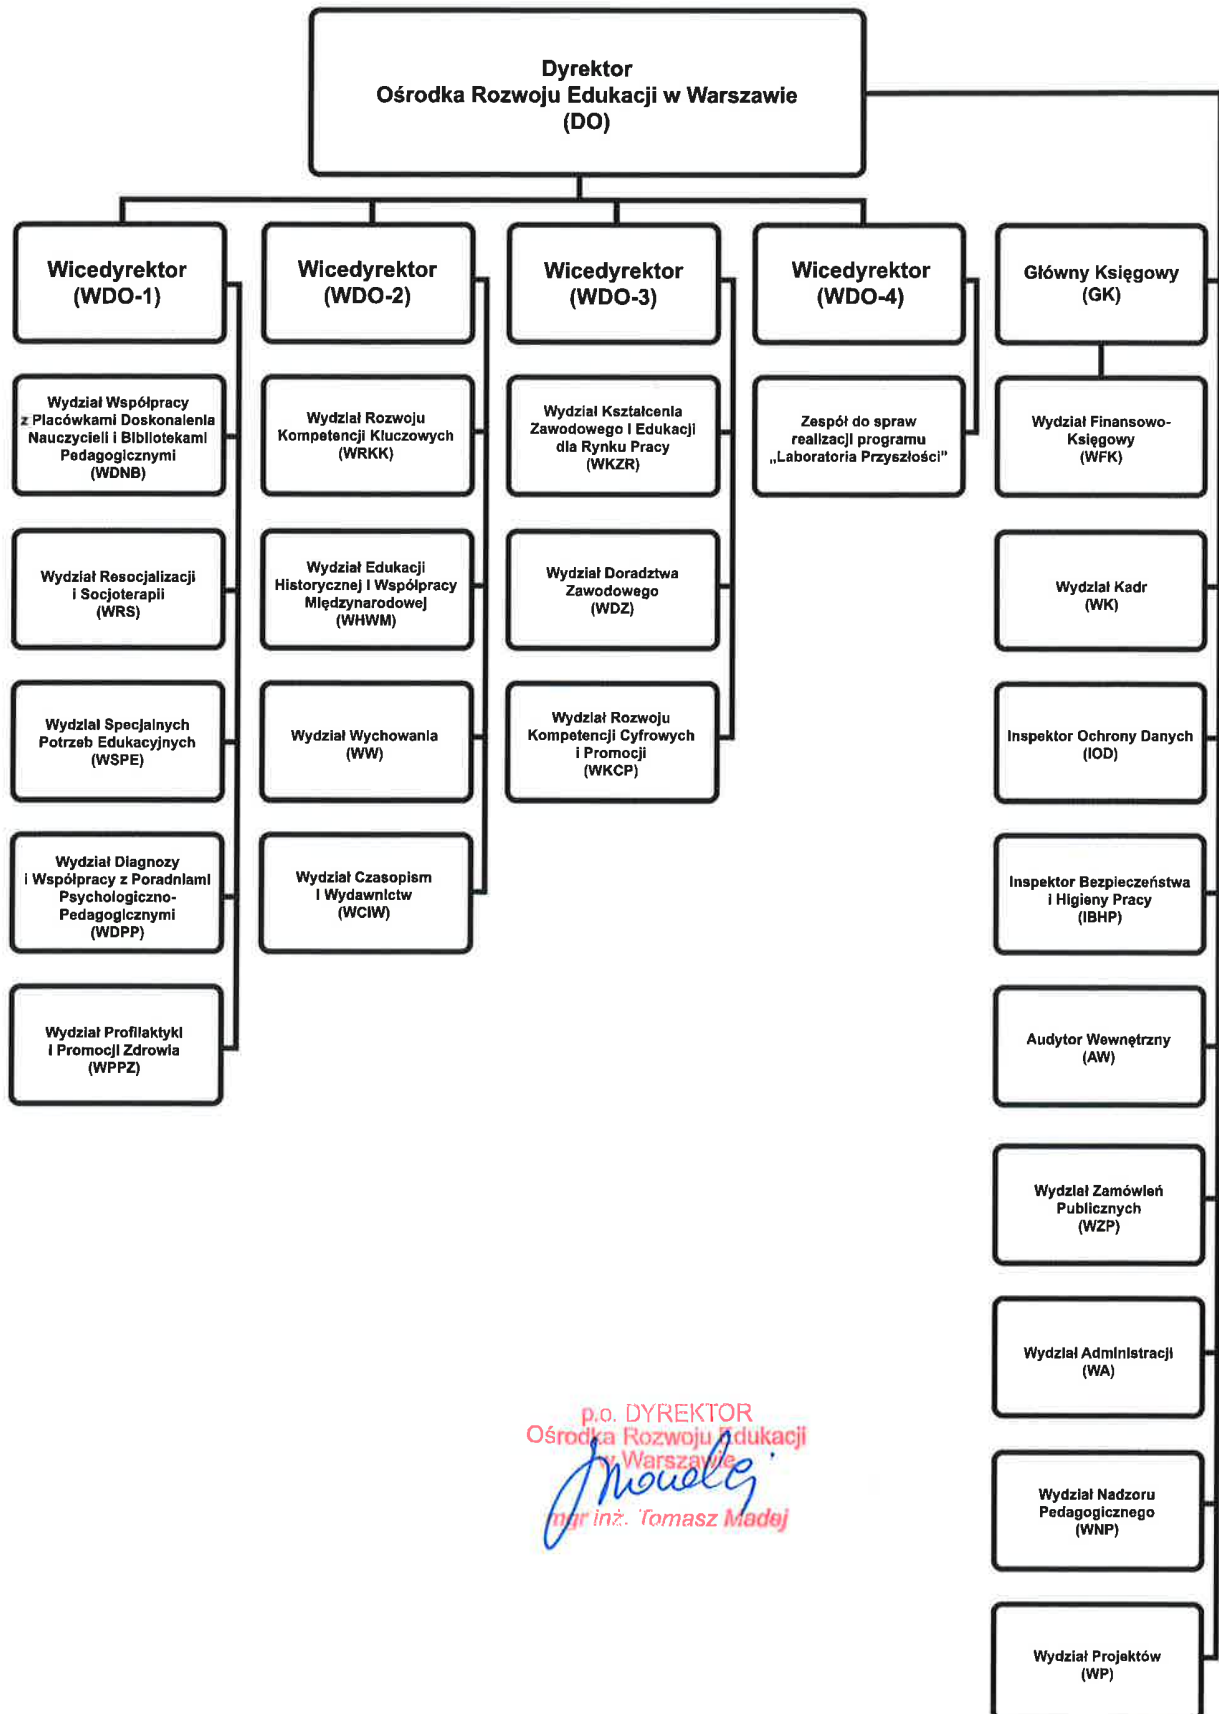 Dyrektor
Ośrodka Rozwoju Edukacji w Warszawie
(DO)
Wicedyrektor
(WDO-1)
Wicedyrektor
(WDO-2)
Wicedyrektor
(WDO-3)
Wicedyrektor
(WDO-4)
Główny Księgowy
(GK)
Wydział Współpracy
z Placówkami Doskonalenia
Nauczycieli i Bibliotekami
Pedagogicznymi
(WDNB)
Wydział Rozwoju
Kompetencji Kluczowych
(WRKK)
Wydział Kształcenia
Zawodowego i Edukacji
dla Rynku Pracy
(WKZR)
Zespół do spraw
realizacji programu
„Laboratoria Przyszłości”
Wydział Finansowo-
Księgowy
(WFK)
Wydział Resocjalizacji
i Socjoterapii
(WRS)
Wydział Edukacji
Historycznej i Współpracy
Międzynarodowej
(WHWM)
Wydział Doradztwa
Zawodowego
(WDZ)
Wydział Kadr
(WK)
Wydział Specjalnych
Potrzeb Edukacyjnych
(WSPE)
Wydział Wychowania
(WW)
Wydział Rozwoju
Kompetencji Cyfrowych
i Promocji
(WKCP)
Inspektor Ochrony Danych
(IOD)
Wydział Diagnozy
i Współpracy z Poradniami
Psychologiczno-
Pedagogicznymi
(WDPP)
Wydział Czasopism
i Wydawnictw
(WCIW)
Inspektor Bezpieczeństwa
i Higieny Pracy
(IBHP)
Wydział Profilaktyki
i Promocji Zdrowia
(WPPZ)
Audytor Wewnętrzny
(AW)
Wydział Zamówień
Publicznych
(WZP)
Wydział Administracji
(WA)
p.o. DYREKTOR
Ośrodka Rozwoju Edukacji
w Warszawie
mgr inż. Tomasz Madej
Wydział Nadzoru
Pedagogicznego
(WNP)
Wydział Projektów
(WP)